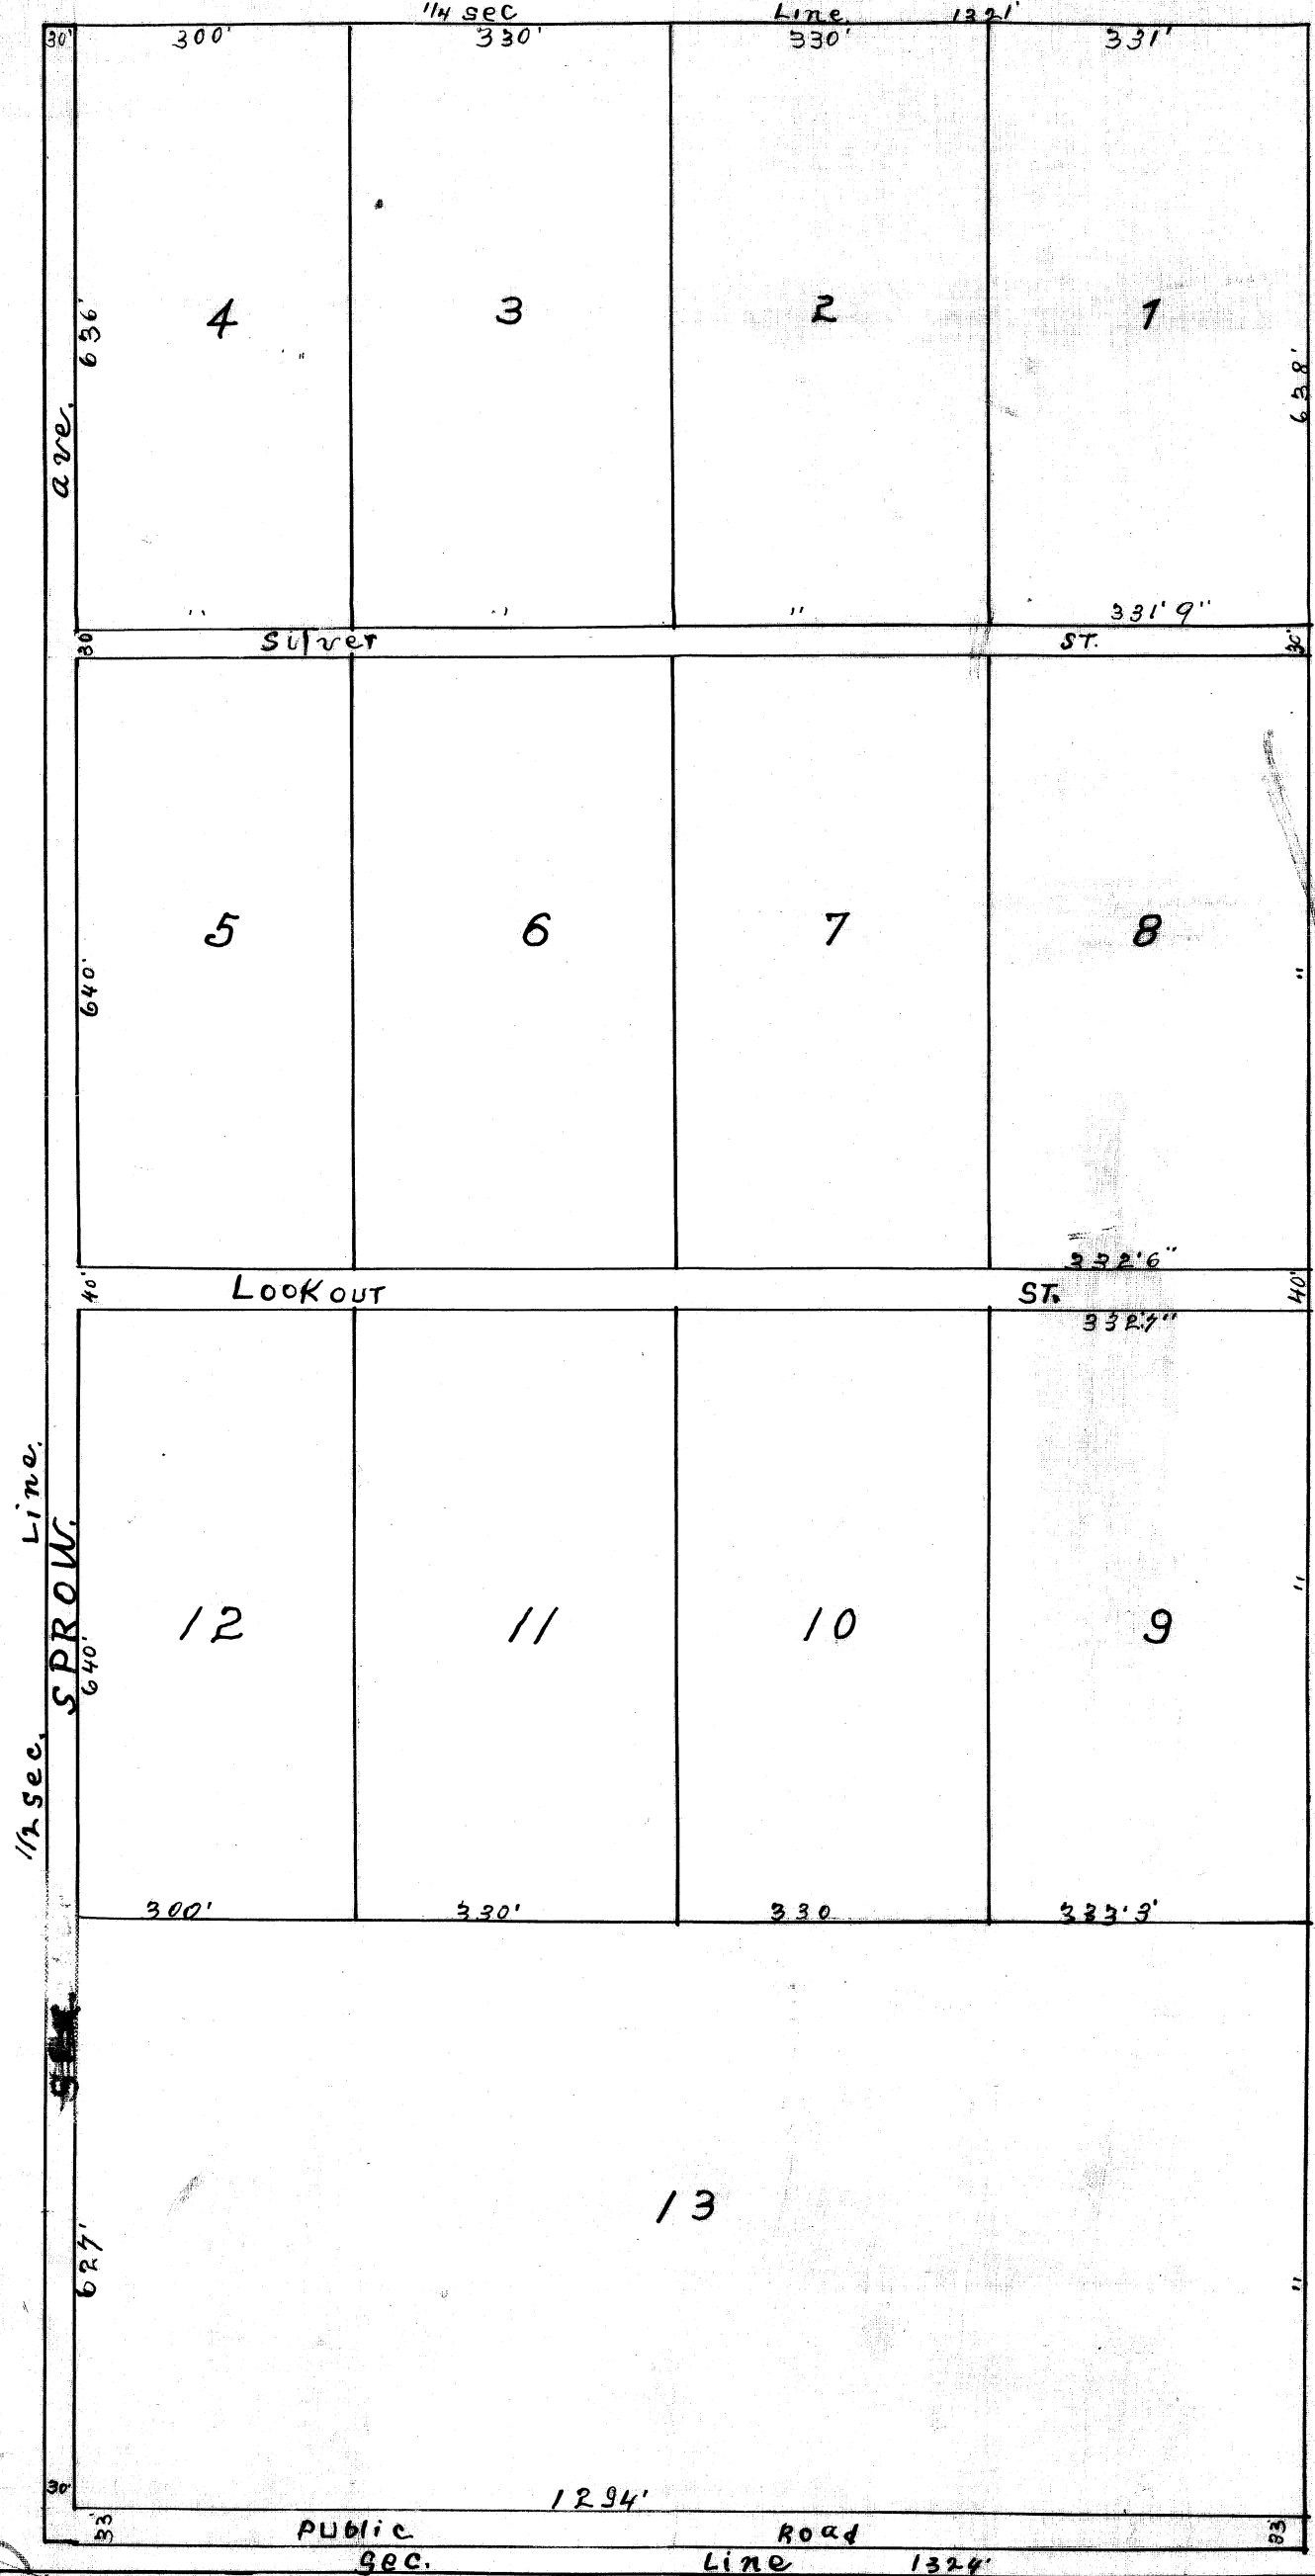 1/4 sec Line. 1321'
30' 300' 330' 330' 331'
4 3 2 1
636'
638'
ave.
" " " 331' 9"
30' Silver ST. 30'
5 6 7 8
640'
"
332' 6"
40' LOOKOUT ST. 40'
332' 7"
1/2 sec. Line.
SPROW.
12 11 10 9
640'
"
300' 330' 330 333' 3'
13
627'
"
30' 1294'
33' Public Road 33'
Sec. Line 1324'